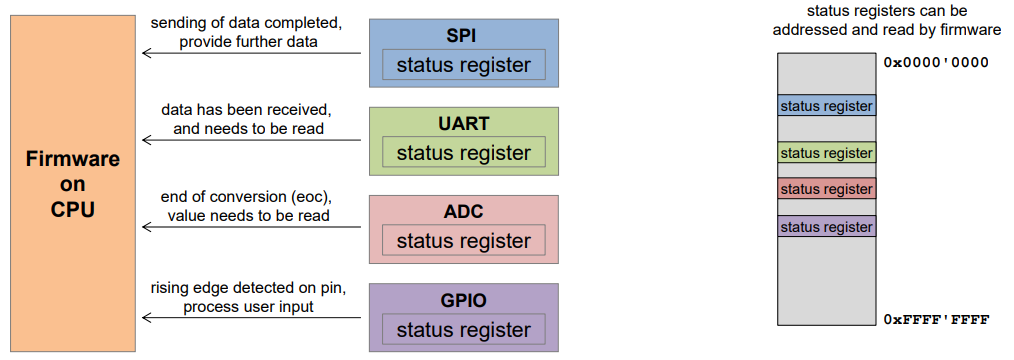 sending of data completed,
provide further data
data has been received,
and needs to be read
end of conversion (eoc),
value needs to be read
rising edge detected on pin,
process user input
Firmware
on
CPU
SPI
status register
UART
status register
ADC
status register
GPIO
status register
status registers can be
addressed and read by firmware
0x0000'0000
status register
status register
status register
status register
0xFFFF'FFFF